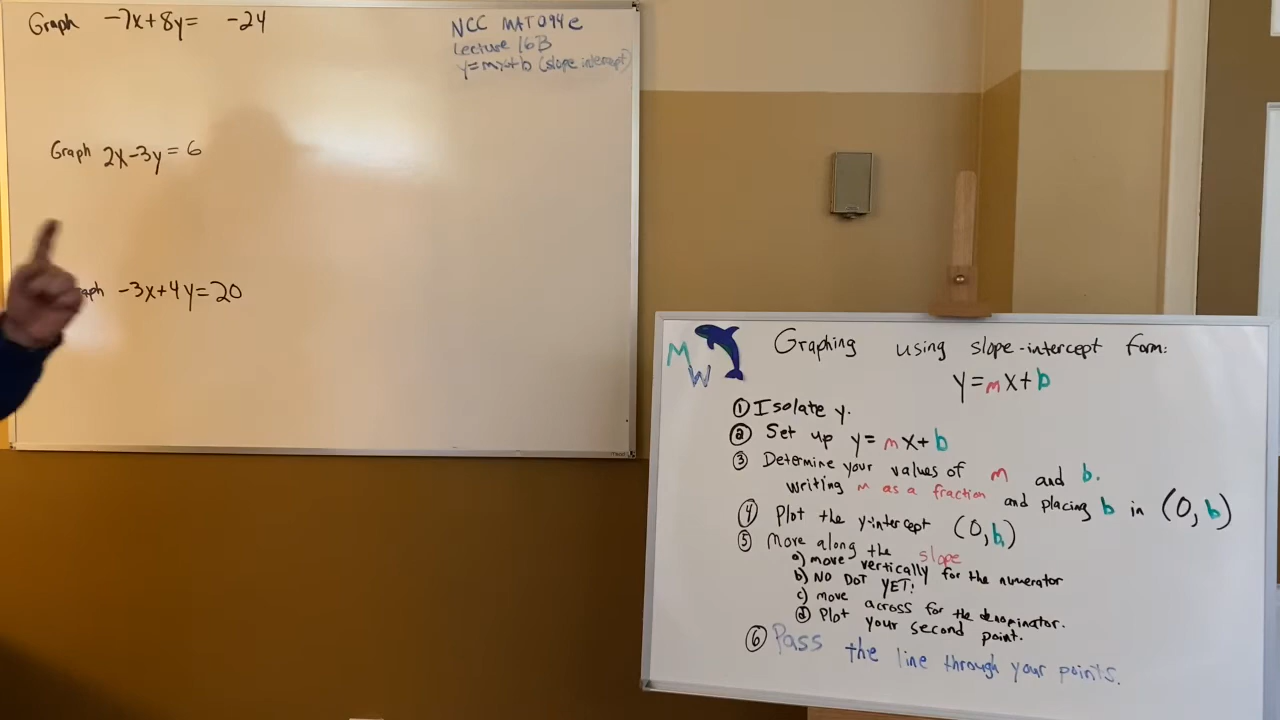 Graph -7x+8y= -24
NCC MAT094e
Lecture 16B
y=mx+b (slope intercept)
Graph 2x-3y=6
-3x+4y=20
MW
Graphing using slope-intercept form:
y=mx+b
① Isolate y.
② Set up y=mx+b
③ Determine your values of m and b.
writing m as a fraction and placing b in (0,b)
④ Plot the y-intercept (0,b)
⑤ Move along the slope
a) move vertically for the numerator
b) NO DOT YET!
c) move across for the denominator.
d) Plot your second point.
⑥ Pass the line through your points.